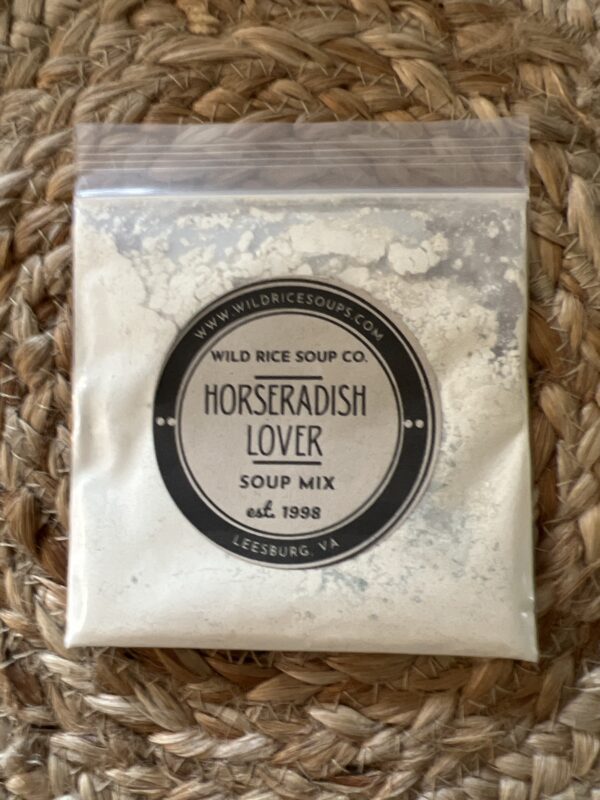 WWW.WILDRICESOUPS.COM
WILD RICE SOUP CO.
HORSERADISH
LOVER
SOUP MIX
est. 1998
LEESBURG, VA